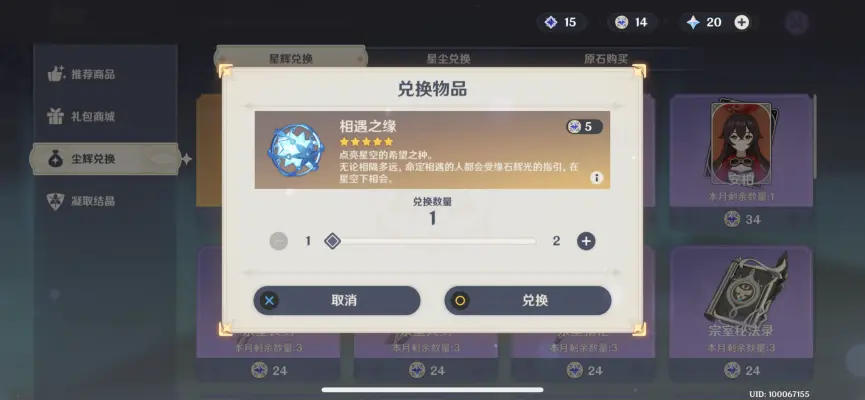 15
14
20
推荐商品
礼包商城
尘辉兑换
凝取结晶
星辉兑换
星尘兑换
原石购买
兑换物品
相遇之缘
5
点亮星空的希望之种。
无论相隔多远，命定相遇的人都会受缘石辉光的指引，在
星空下相会。
兑换数量
1
1
2
取消
兑换
安柏
本月剩余数量:1
34
本月剩余数量:3
24
本月剩余数量:3
24
本月剩余数量:3
24
宗室秘法录
本月剩余数量:3
24
UID: 100067155